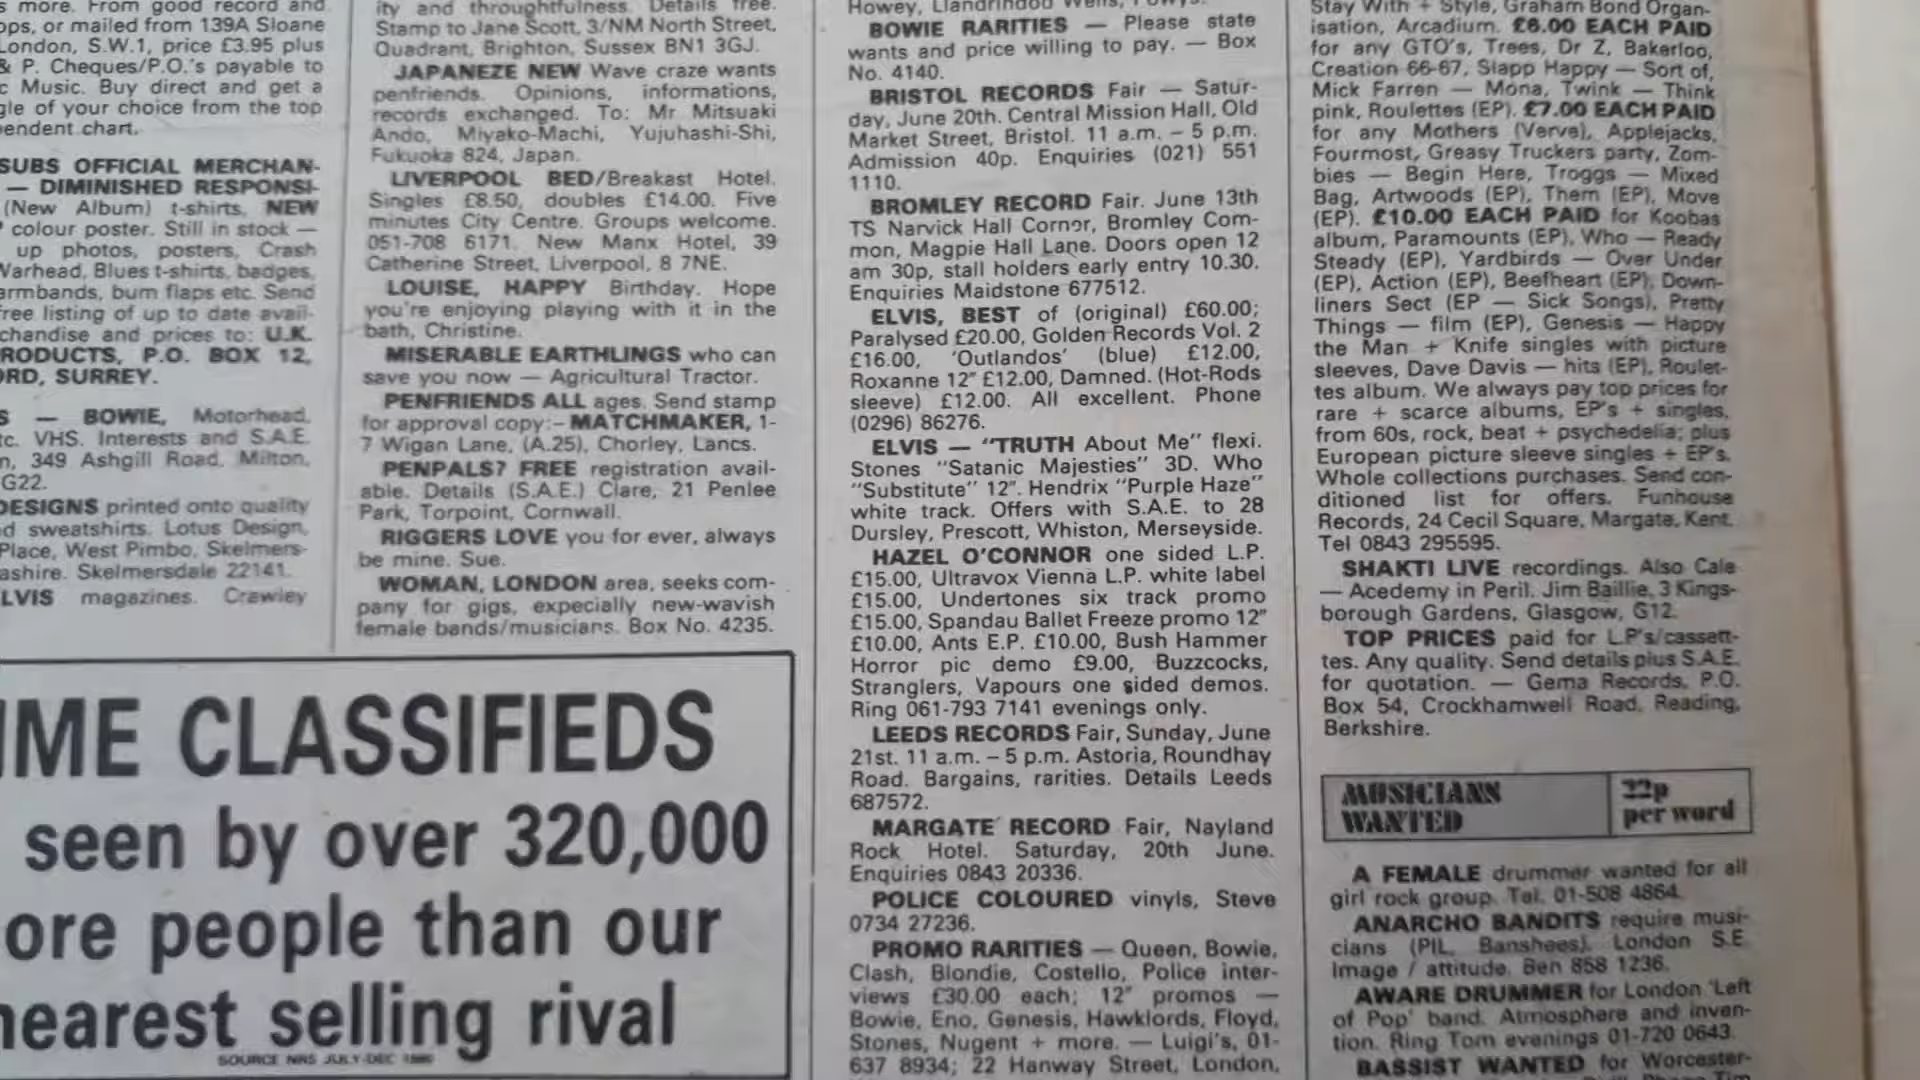 s more. From good record and
ops, or mailed from 139A Sloane
London, S.W.1, price £3.95 plus
& P. Cheques/P.O.'s payable to
c Music. Buy direct and get a
gle of your choice from the top
pendent chart.
SUBS OFFICIAL MERCHAN-
— DIMINISHED RESPONSI-
(New Album) t-shirts. NEW
colour poster. Still in stock —
up photos, posters, Crash
Warhead, Blues t-shirts, badges,
armbands, bum flaps etc. Send
free listing of up to date avail-
chandise and prices to: U.K.
RODUCTS, P.O. BOX 12,
ORD, SURREY.
S — BOWIE, Motorhead,
tc. VHS. Interests and S.A.E.
n, 349 Ashgill Road, Milton,
G22.
DESIGNS printed onto quality
d sweatshirts. Lotus Design,
Place, West Pimbo, Skelmers-
ashire. Skelmersdale 22141.
LVIS magazines. Crawley
ity and throughtfulness. Details free.
Stamp to Jane Scott, 3/NM North Street,
Quadrant, Brighton, Sussex BN1 3GJ.
JAPANEZE NEW Wave craze wants
penfriends. Opinions, informations,
records exchanged. To: Mr Mitsuaki
Ando, Miyako-Machi, Yujuhashi-Shi,
Fukuoka 824, Japan.
LIVERPOOL BED/Breakast Hotel.
Singles £8.50, doubles £14.00. Five
minutes City Centre. Groups welcome.
051-708 6171. New Manx Hotel, 39
Catherine Street, Liverpool, 8 7NE.
LOUISE, HAPPY Birthday. Hope
you're enjoying playing with it in the
bath, Christine.
MISERABLE EARTHLINGS who can
save you now — Agricultural Tractor.
PENFRIENDS ALL ages. Send stamp
for approval copy:– MATCHMAKER, 1-
7 Wigan Lane, (A.25), Chorley, Lancs.
PENPALS? FREE registration avail-
able. Details (S.A.E.) Clare, 21 Penlee
Park, Torpoint, Cornwall.
RIGGERS LOVE you for ever, always
be mine. Sue.
WOMAN, LONDON area, seeks com-
pany for gigs, expecially new-wavish
female bands/musicians. Box No. 4235.
IME CLASSIFIEDS
seen by over 320,000
ore people than our
nearest selling rival
SOURCE NRS JULY-DEC 1980
Howey, Llandrindod Wells, Powys.
BOWIE RARITIES — Please state
wants and price willing to pay. — Box
No. 4140.
BRISTOL RECORDS Fair — Satur-
day, June 20th. Central Mission Hall, Old
Market Street, Bristol. 11 a.m. – 5 p.m.
Admission 40p. Enquiries (021) 551
1110.
BROMLEY RECORD Fair. June 13th
TS Narvick Hall Cornor, Bromley Com-
mon, Magpie Hall Lane. Doors open 12
am 30p, stall holders early entry 10.30.
Enquiries Maidstone 677512.
ELVIS, BEST of (original) £60.00;
Paralysed £20.00, Golden Records Vol. 2
£16.00, 'Outlandos' (blue) £12.00,
Roxanne 12" £12.00, Damned. (Hot-Rods
sleeve) £12.00. All excellent. Phone
(0296) 86276.
ELVIS — "TRUTH About Me" flexi.
Stones "Satanic Majesties" 3D. Who
"Substitute" 12". Hendrix "Purple Haze"
white track. Offers with S.A.E. to 28
Dursley, Prescott, Whiston, Merseyside.
HAZEL O'CONNOR one sided L.P.
£15.00, Ultravox Vienna L.P. white label
£15.00, Undertones six track promo
£15.00, Spandau Ballet Freeze promo 12"
£10.00, Ants E.P. £10.00, Bush Hammer
Horror pic demo £9.00, Buzzcocks,
Stranglers, Vapours one sided demos.
Ring 061-793 7141 evenings only.
LEEDS RECORDS Fair, Sunday, June
21st. 11 a.m. – 5 p.m. Astoria, Roundhay
Road. Bargains, rarities. Details Leeds
687572.
MARGATE RECORD Fair, Nayland
Rock Hotel. Saturday, 20th June.
Enquiries 0843 20336.
POLICE COLOURED vinyls, Steve
0734 27236.
PROMO RARITIES — Queen, Bowie,
Clash, Blondie, Costello, Police inter-
views £30.00 each; 12" promos —
Bowie, Eno, Genesis, Hawklords, Floyd,
Stones, Nugent + more. — Luigi's, 01-
637 8934; 22 Hanway Street, London,
Stay With + Style, Graham Bond Organ-
isation, Arcadium. £6.00 EACH PAID
for any GTO's, Trees, Dr Z, Bakerloo,
Creation 66-67, Slapp Happy — Sort of,
Mick Farren — Mona, Twink — Think
pink, Roulettes (EP). £7.00 EACH PAID
for any Mothers (Verve), Applejacks,
Fourmost, Greasy Truckers party, Zom-
bies — Begin Here, Troggs — Mixed
Bag, Artwoods (EP), Them (EP), Move
(EP). £10.00 EACH PAID for Koobas
album, Paramounts (EP), Who — Ready
Steady (EP), Yardbirds — Over Under
(EP), Action (EP), Beefheart (EP), Down-
liners Sect (EP — Sick Songs), Pretty
Things — film (EP), Genesis — Happy
the Man + Knife singles with picture
sleeves, Dave Davis — hits (EP), Roulet-
tes album. We always pay top prices for
rare + scarce albums, EP's + singles,
from 60s, rock, beat + psychedelia; plus
European picture sleeve singles + EP's.
Whole collections purchases. Send con-
ditioned list for offers. Funhouse
Records, 24 Cecil Square, Margate, Kent.
Tel 0843 295595.
SHAKTI LIVE recordings. Also Cale
— Acedemy in Peril. Jim Baillie, 3 Kings-
borough Gardens, Glasgow, G12.
TOP PRICES paid for L.P's/cassett-
tes. Any quality. Send details plus S.A.E.
for quotation. — Gema Records, P.O.
Box 54, Crockhamwell Road, Reading,
Berkshire.
MUSICIANS WANTED
22p per word
A FEMALE drummer wanted for all
girl rock group. Tel. 01-508 4864.
ANARCHO BANDITS require musi-
cians (PIL, Banshees). London S.E.
Image / attitude. Ben 858 1236.
AWARE DRUMMER for London 'Left
of Pop' band. Atmosphere and inven-
tion. Ring Tom evenings 01-720 0643.
BASSIST WANTED for Worcester-